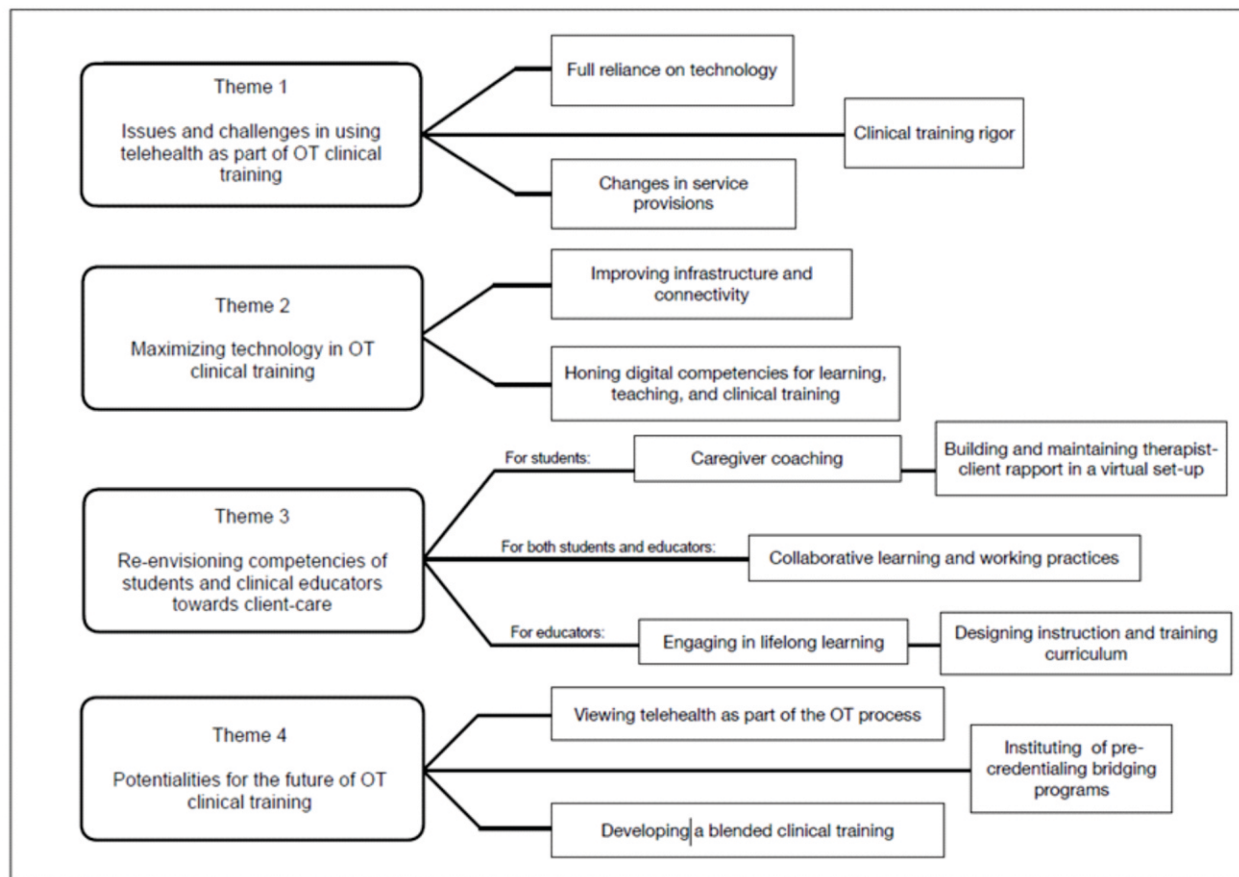 Theme 1
Issues and challenges in using
telehealth as part of OT clinical
training
Full reliance on technology
Clinical training rigor
Changes in service
provisions
Theme 2
Maximizing technology in OT
clinical training
Improving infrastructure and
connectivity
Honing digital competencies for learning,
teaching, and clinical training
Theme 3
Re-envisioning competencies of
students and clinical educators
towards client-care
For students:
Caregiver coaching
Building and maintaining therapist-
client rapport in a virtual set-up
For both students and educators:
Collaborative learning and working practices
For educators:
Engaging in lifelong learning
Designing instruction and training
curriculum
Theme 4
Potentialities for the future of OT
clinical training
Viewing telehealth as part of the OT process
Instituting of pre-
credentialing bridging
programs
Developing a blended clinical training